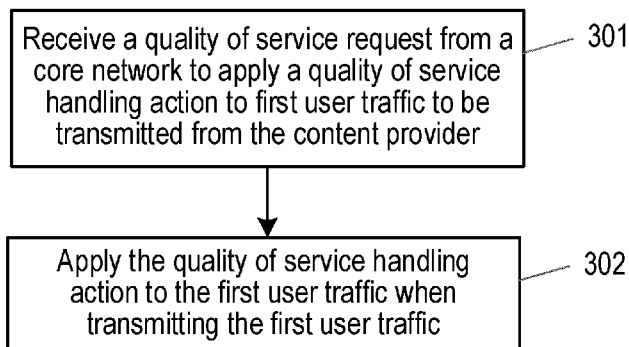 Receive a quality of service request from a
core network to apply a quality of service
handling action to first user traffic to be
transmitted from the content provider
301
Apply the quality of service handling
action to the first user traffic when
transmitting the first user traffic
302